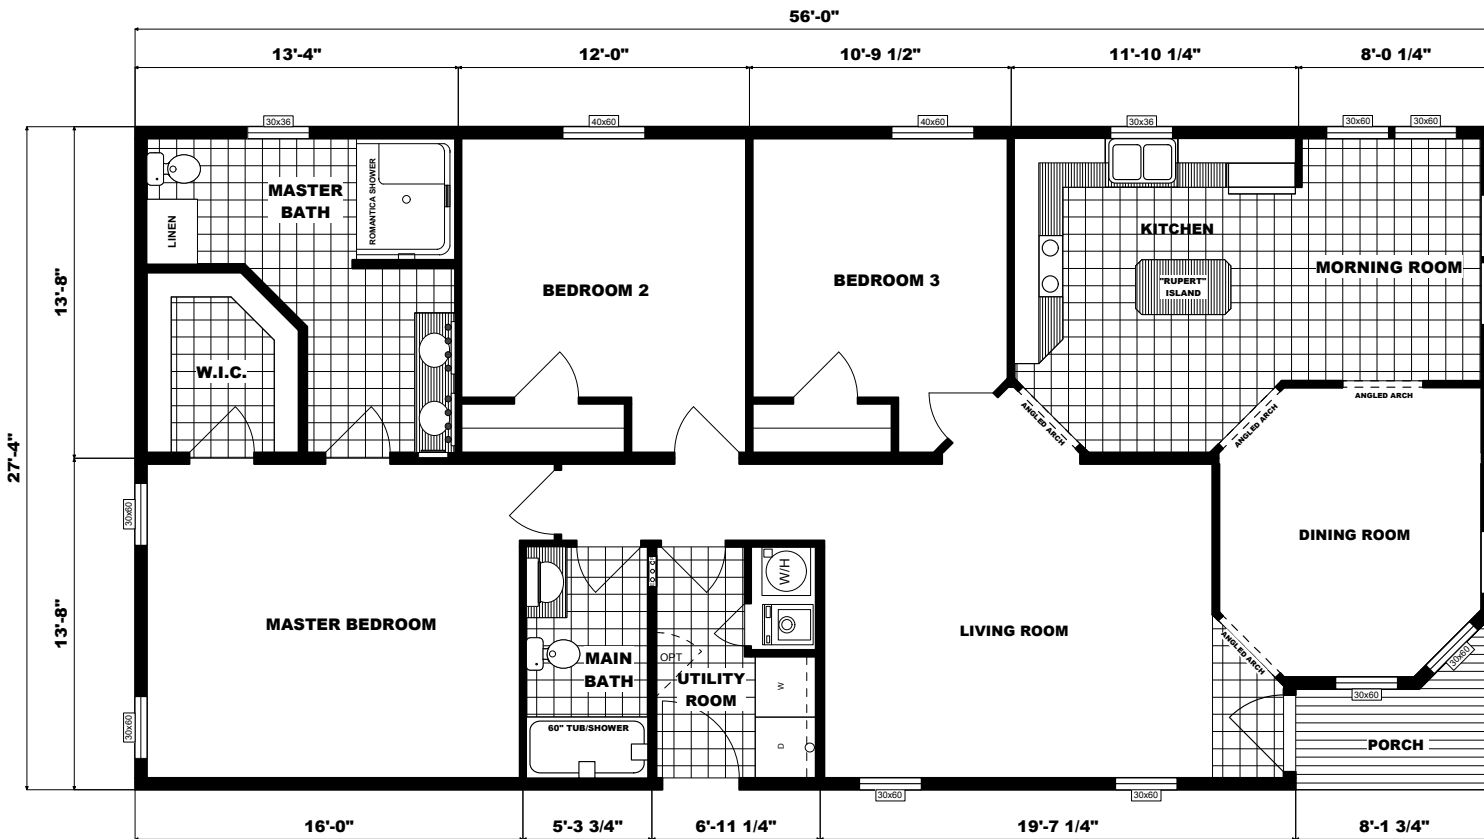 56'-0"
13'-4"
12'-0"
10'-9 1/2"
11'-10 1/4"
8'-0 1/4"
30x36
40x60
40x60
30x36
30x60
30x60
MASTER
BATH
ROMANTICA SHOWER
LINEN
KITCHEN
MORNING ROOM
BEDROOM 2
BEDROOM 3
"RUPERT"
ISLAND
13'-8"
W.I.C.
ANGLED ARCH
ANGLED ARCH
ANGLED ARCH
27'-4"
30x60
DINING ROOM
W/H
13'-8"
MASTER BEDROOM
LIVING ROOM
MAIN
BATH
OPT
UTILITY
ROOM
W
ANGLED ARCH
30x60
30x60
30x60
60" TUB/SHOWER
D
PORCH
30x60
30x60
16'-0"
5'-3 3/4"
6'-11 1/4"
19'-7 1/4"
8'-1 3/4"